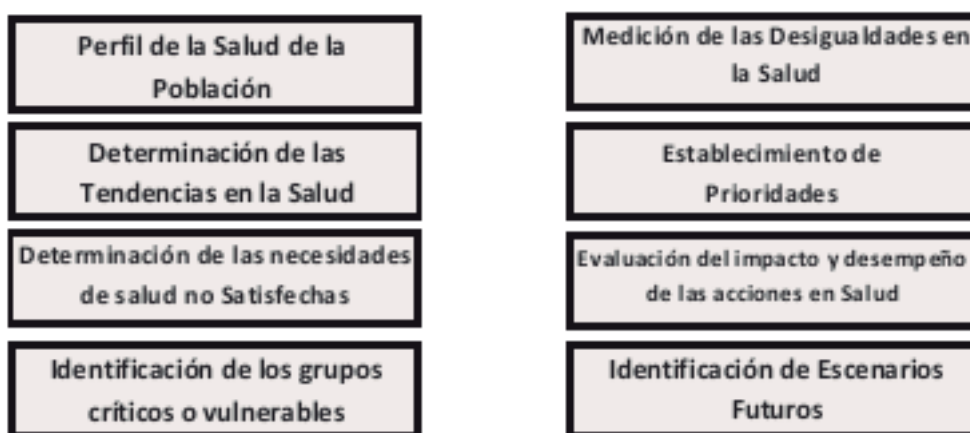 Perfil de la Salud de la
Población
Determinación de las
Tendencias en la Salud
Determinación de las necesidades
de salud no Satisfechas
Identificación de los grupos
críticos o vulnerables
Medición de las Desigualdades en
la Salud
Establecimiento de
Prioridades
Evaluación del impacto y desempeño
de las acciones en Salud
Identificación de Escenarios
Futuros